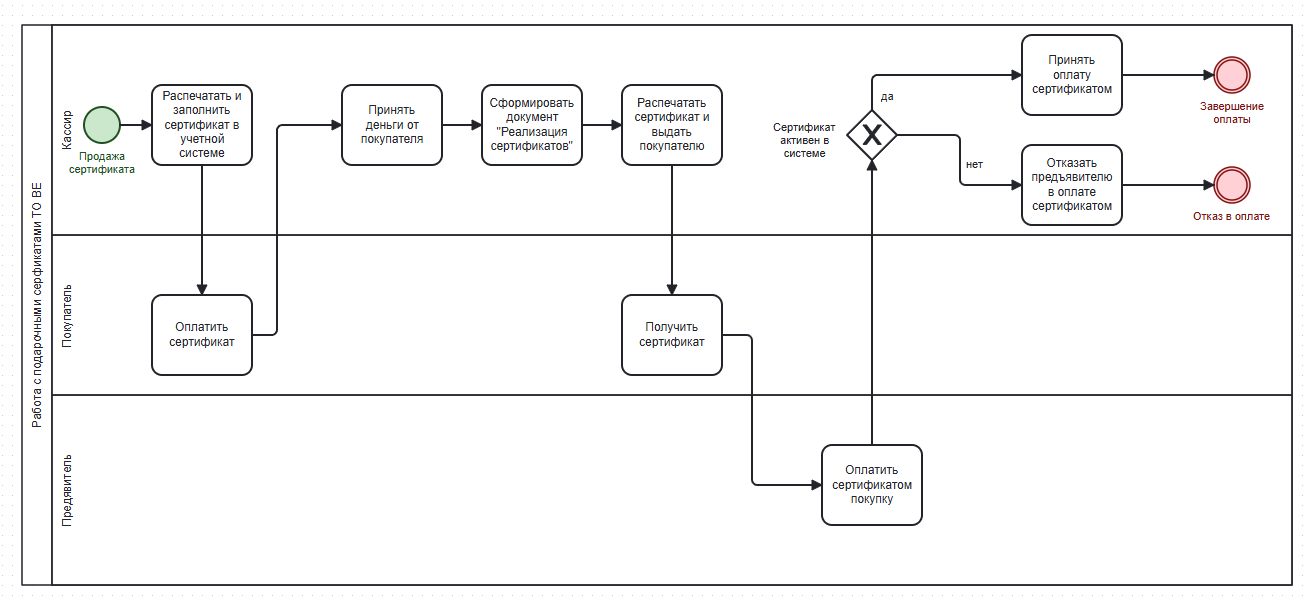 Работа с подарочными серфикатами TO BE
Кассир
Продажа
сертификата
Распечатать и
заполнить
сертификат в
учетной
системе
Принять
деньги от
покупателя
Сформировать
документ
"Реализация
сертификатов"
Распечатать
сертификат и
выдать
покупателю
Сертификат
активен в
системе
да
нет
Принять
оплату
сертификатом
Завершение
оплаты
Отказать
предъявителю
в оплате
сертификатом
Отказ в оплате
Покупатель
Оплатить
сертификат
Получить
сертификат
Предявитель
Оплатить
сертификатом
покупку